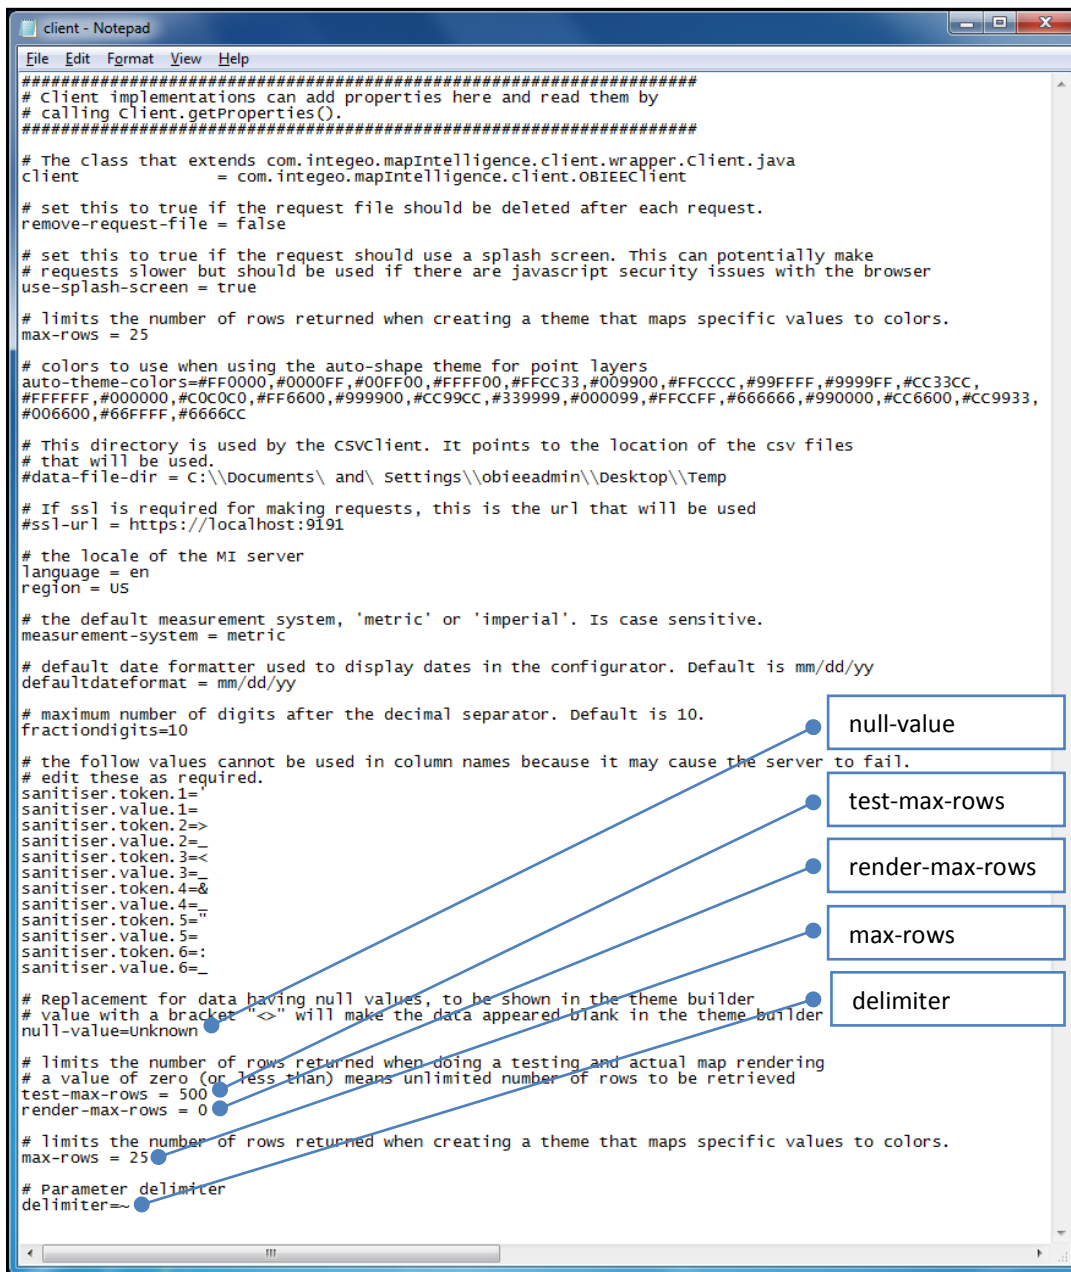 client - Notepad
File Edit Format View Help
#####################################################################
# Client implementations can add properties here and read them by
# calling Client.getProperties().
#####################################################################
# The class that extends com.integeo.mapIntelligence.client.wrapper.Client.java
client = com.integeo.mapIntelligence.client.OBIEEClient
# set this to true if the request file should be deleted after each request.
remove-request-file = false
# set this to true if the request should use a splash screen. This can potentially make
# requests slower but should be used if there are javascript security issues with the browser
use-splash-screen = true
# limits the number of rows returned when creating a theme that maps specific values to colors.
max-rows = 25
# colors to use when using the auto-shape theme for point layers
auto-theme-colors=#FF0000,#0000FF,#00FF00,#FFFF00,#FFCC33,#009900,#FFCCCC,#99FFFF,#9999FF,#CC33CC,
#FFFFFF,#000000,#C0C0C0,#FF6600,#999900,#CC99CC,#339999,#000099,#FFCCFF,#666666,#990000,#CC6600,#CC9933,
#006600,#66FFFF,#6666CC
# This directory is used by the CSVClient. It points to the location of the csv files
# that will be used.
#data-file-dir = C:\\Documents\ and\ Settings\\obieeadmin\\Desktop\\Temp
# If ssl is required for making requests, this is the url that will be used
#ssl-url = https://localhost:9191
# the locale of the MI server
language = en
region = US
# the default measurement system, 'metric' or 'imperial'. Is case sensitive.
measurement-system = metric
# default date formatter used to display dates in the configurator. Default is mm/dd/yy
defaultdateformat = mm/dd/yy
# maximum number of digits after the decimal separator. Default is 10.
fractiondigits=10
null-value
# the follow values cannot be used in column names because it may cause the server to fail.
# edit these as required.
sanitiser.token.1='
sanitiser.value.1=
sanitiser.token.2=>
sanitiser.value.2=_
sanitiser.token.3=<
sanitiser.value.3=_
sanitiser.token.4=&
sanitiser.value.4=_
sanitiser.token.5="
sanitiser.value.5=
sanitiser.token.6=:
sanitiser.value.6=_
test-max-rows
render-max-rows
max-rows
delimiter
# Replacement for data having null values, to be shown in the theme builder
# value with a bracket "<>" will make the data appeared blank in the theme builder
null-value=Unknown
# limits the number of rows returned when doing a testing and actual map rendering
# a value of zero (or less than) means unlimited number of rows to be retrieved
test-max-rows = 500
render-max-rows = 0
# limits the number of rows returned when creating a theme that maps specific values to colors.
max-rows = 25
# Parameter delimiter
delimiter=~